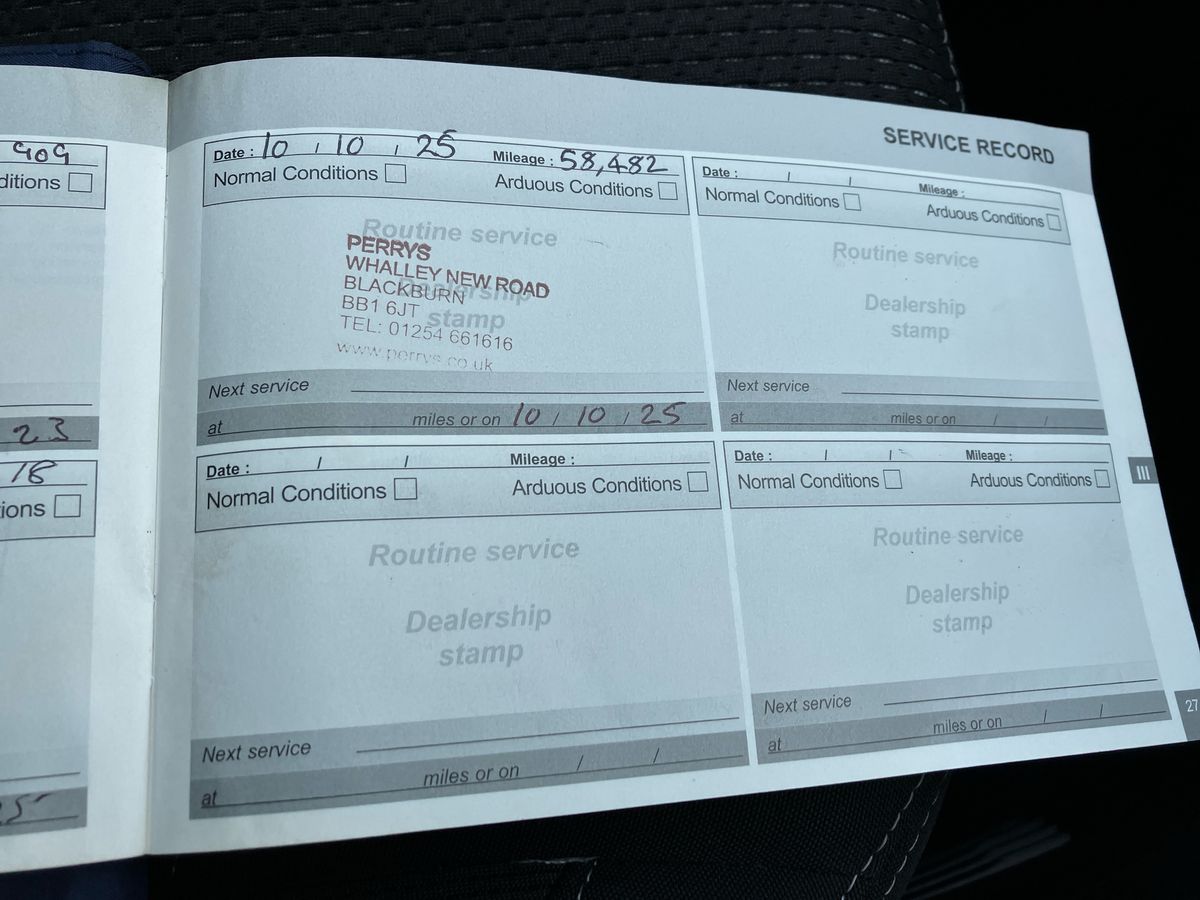 909
ditions
23
18
ions
SERVICE RECORD
Date : 10 / 10 / 25 Mileage : 58,482
Normal Conditions Arduous Conditions
Routine service
Dealership
stamp
PERRYS
WHALLEY NEW ROAD
BLACKBURN
BB1 6JT
TEL: 01254 661616
www.perrys.co.uk
Next service
at miles or on 10 / 10 / 25
Date : / / Mileage :
Normal Conditions Arduous Conditions
Routine service
Dealership
stamp
Next service
at miles or on / /
Date : / / Mileage :
Normal Conditions Arduous Conditions
Routine service
Dealership
stamp
Next service
at miles or on / /
Date : / / Mileage :
Normal Conditions Arduous Conditions
Routine service
Dealership
stamp
Next service
at miles or on / /
III
27